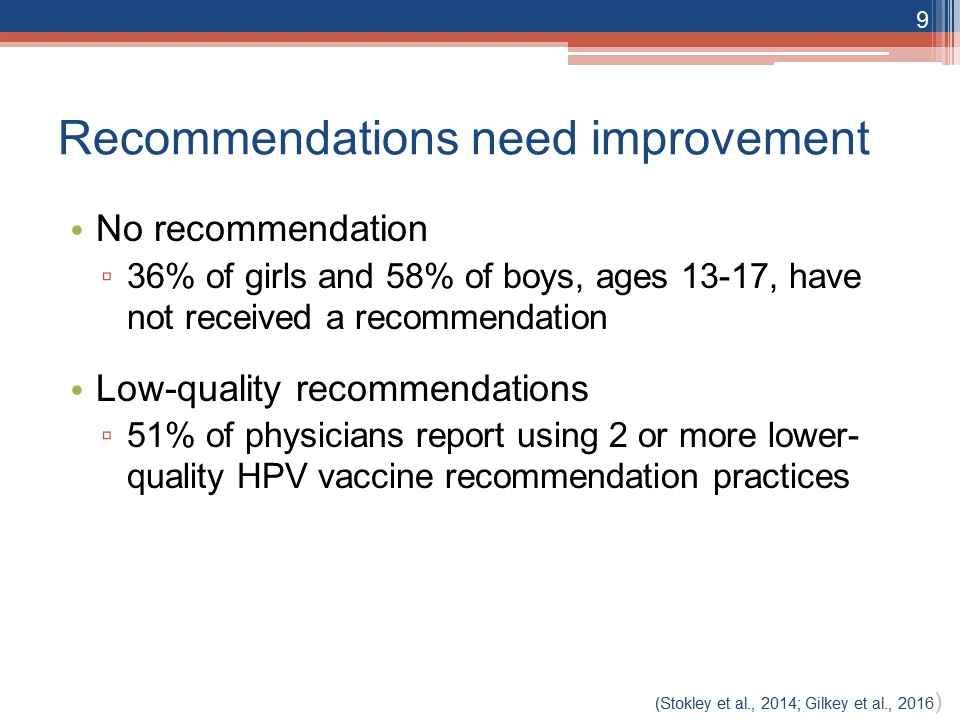 9
Recommendations need improvement
• No recommendation
▫ 36% of girls and 58% of boys, ages 13-17, have
not received a recommendation
• Low-quality recommendations
▫ 51% of physicians report using 2 or more lower-
quality HPV vaccine recommendation practices
(Stokley et al., 2014; Gilkey et al., 2016)